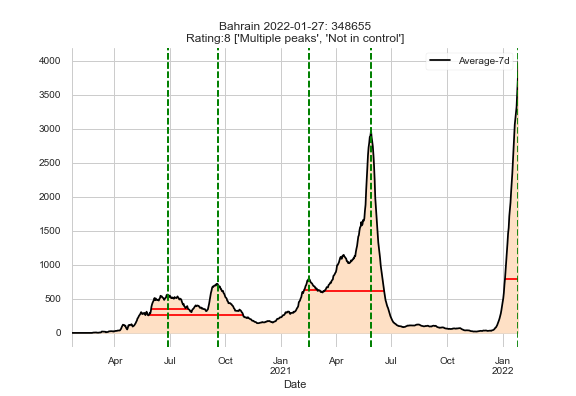 Bahrain 2022-01-27: 348655
Rating:8 ['Multiple peaks', 'Not in control']
Average-7d
4000
3500
3000
2500
2000
1500
1000
500
0
Apr Jul Oct Jan Apr Jul Oct Jan
2021 2022
Date